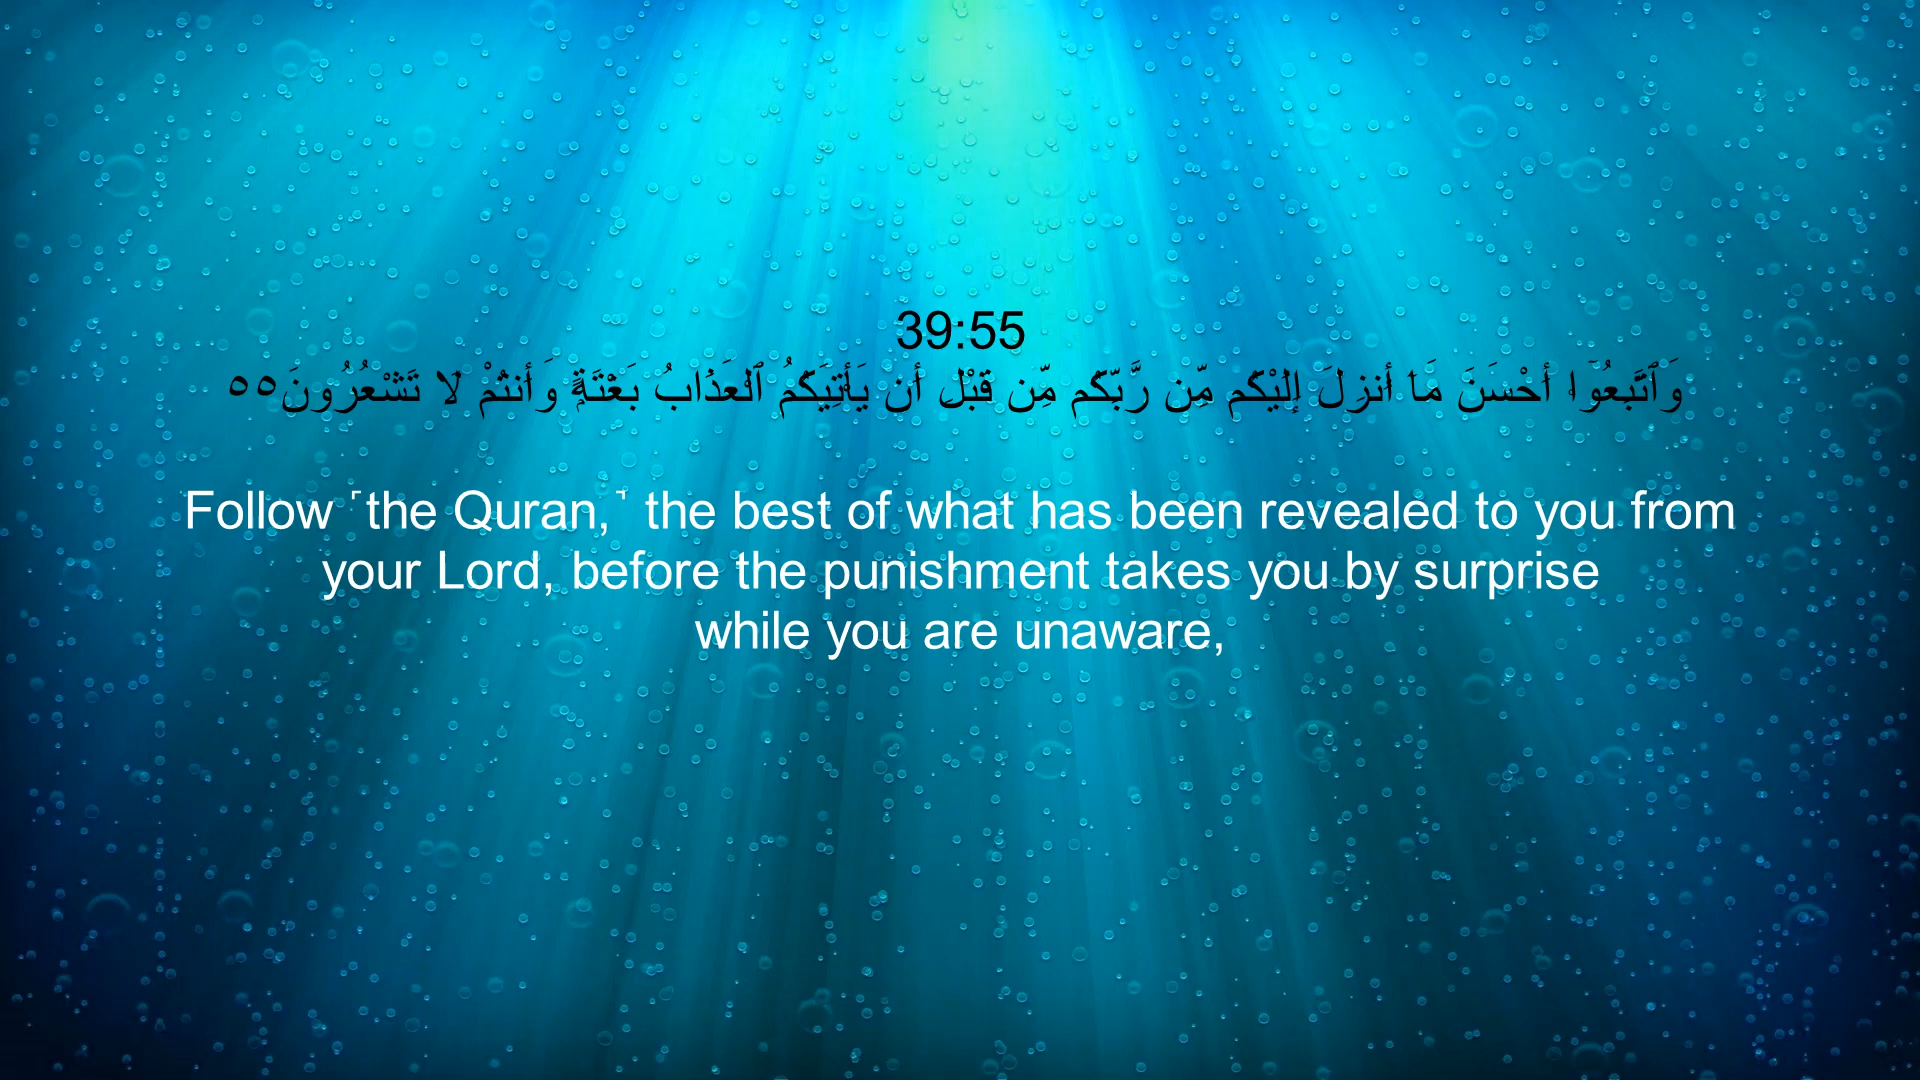 39:55
وَٱتَّبِعُوٓا۟ أَحْسَنَ مَآ أُنزِلَ إِلَيْكُم مِّن رَّبِّكُم مِّن قَبْلِ أَن يَأْتِيَكُمُ ٱلْعَذَابُ بَغْتَةًۭ وَأَنتُمْ لَا تَشْعُرُونَ٥٥
Follow ˹the Quran,˺ the best of what has been revealed to you from
your Lord, before the punishment takes you by surprise
while you are unaware,